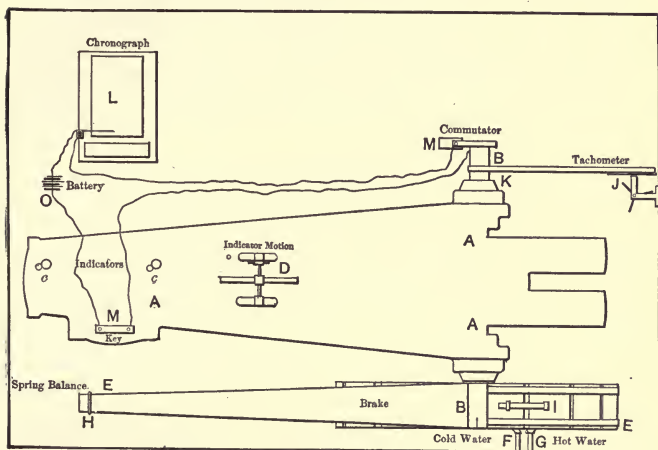 Chronograph
L
Commutator
M
B
Tachometer
O
Battery
K
J
Indicator Motion
D
A
Indicators
C
C
A
M
Key
A
Spring Balance.
E
Brake
B
I
E
H
Cold Water
F
G
Hot Water